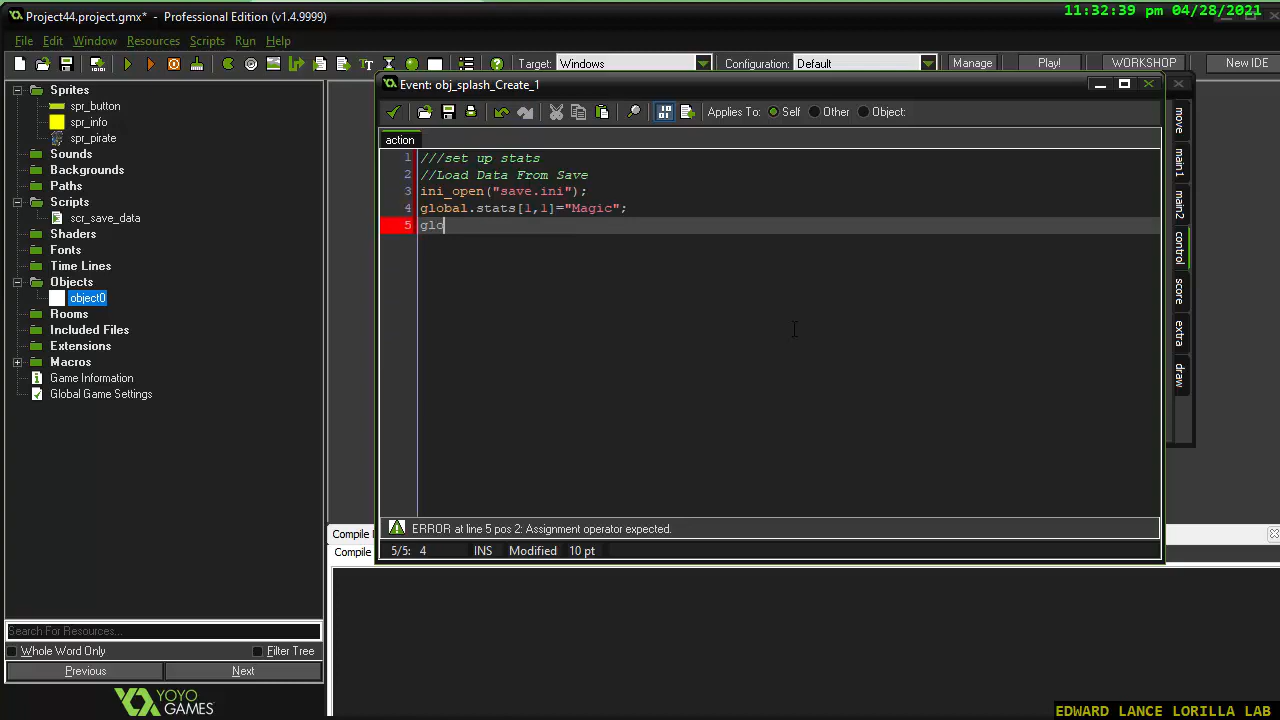 Project44.project.gmx* - Professional Edition (v1.4.9999)
11:32:39 pm 04/28/2021
File Edit Window Resources Scripts Run Help
Target: Windows Configuration: Default Manage Play! WORKSHOP New IDE
Event: obj_splash_Create_1
Applies To: Self Other Object:
action
1 ///set up stats
2 //Load Data From Save
3 ini_open("save.ini");
4 global.stats[1,1]="Magic";
5 glo
ERROR at line 5 pos 2: Assignment operator expected.
5/5: 4 INS Modified 10 pt
Sprites
spr_button
spr_info
spr_pirate
Sounds
Backgrounds
Paths
Scripts
scr_save_data
Shaders
Fonts
Time Lines
Objects
object0
Rooms
Included Files
Extensions
Macros
Game Information
Global Game Settings
move
main1
main2
control
score
extra
draw
Compile
Compile
Search For Resources...
Whole Word Only Filter Tree
Previous Next
YOYO
GAMES
EDWARD LANCE LORILLA LAB